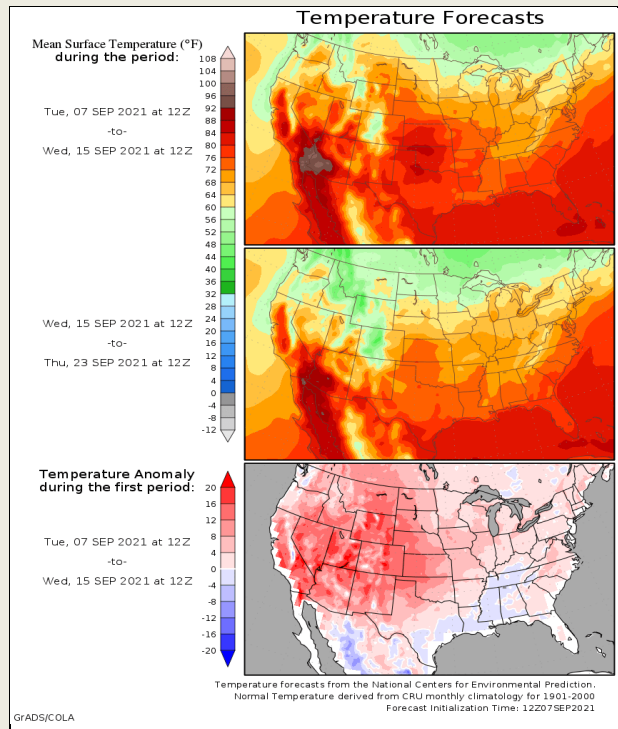 Temperature Forecasts
Mean Surface Temperature (°F)
during the period:
108
104
100
96
92
88
84
80
76
72
68
64
60
56
52
48
44
40
36
32
28
24
20
16
12
8
4
0
-4
-8
-12
Tue, 07 SEP 2021 at 12Z
-to-
Wed, 15 SEP 2021 at 12Z
Wed, 15 SEP 2021 at 12Z
-to-
Thu, 23 SEP 2021 at 12Z
Temperature Anomaly
during the first period:
20
16
12
8
4
0
-4
-8
-12
-16
-20
Tue, 07 SEP 2021 at 12Z
-to-
Wed, 15 SEP 2021 at 12Z
Temperature forecasts from the National Centers for Environmental Prediction.
Normal Temperature derived from CRU monthly climatology for 1901-2000
Forecast Initialization Time: 12Z07SEP2021
GrADS/COLA